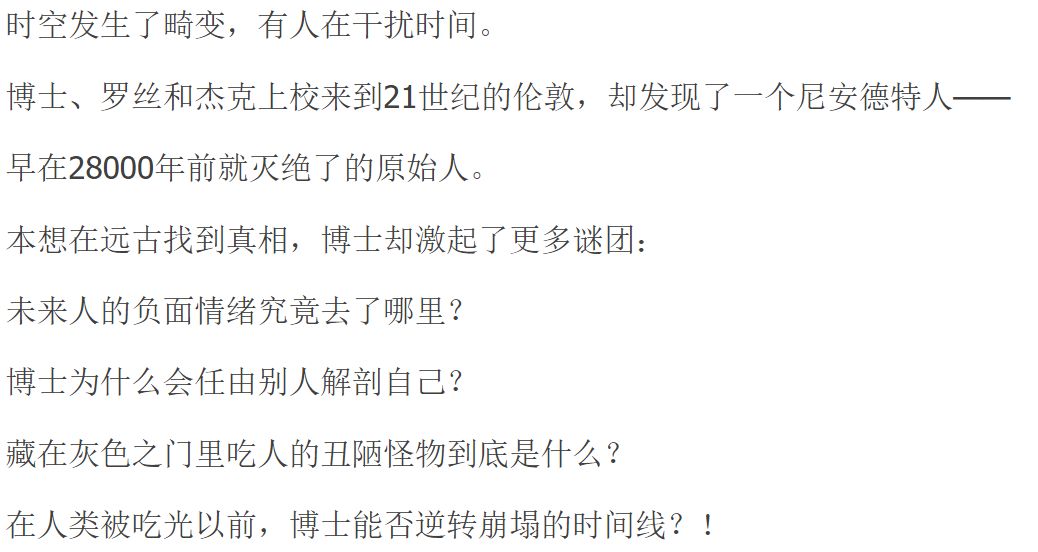 时空发生了畸变，有人在干扰时间。
博士、罗丝和杰克上校来到21世纪的伦敦，却发现了一个尼安德特人——
早在28000年前就灭绝了的原始人。
本想在远古找到真相，博士却激起了更多谜团：
未来人的负面情绪究竟去了哪里？
博士为什么会任由别人解剖自己？
藏在灰色之门里吃人的丑陋怪物到底是什么？
在人类被吃光以前，博士能否逆转崩塌的时间线？！